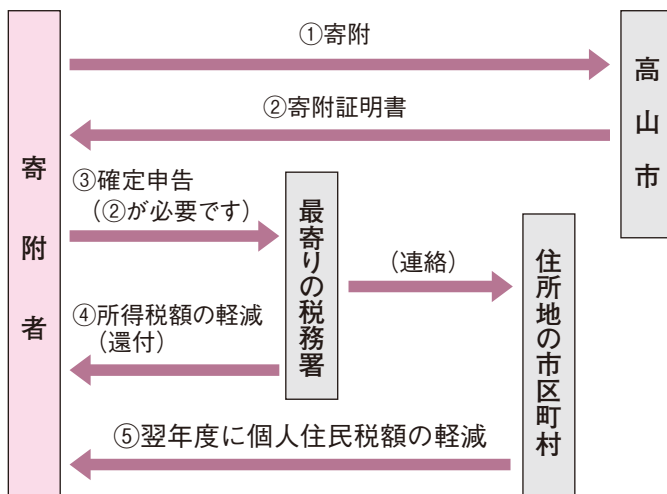 ①寄附
高山市
②寄附証明書
寄附者
③確定申告
(②が必要です)
最寄りの税務署
(連絡)
住所地の市区町村
④所得税額の軽減
(還付)
⑤翌年度に個人住民税額の軽減